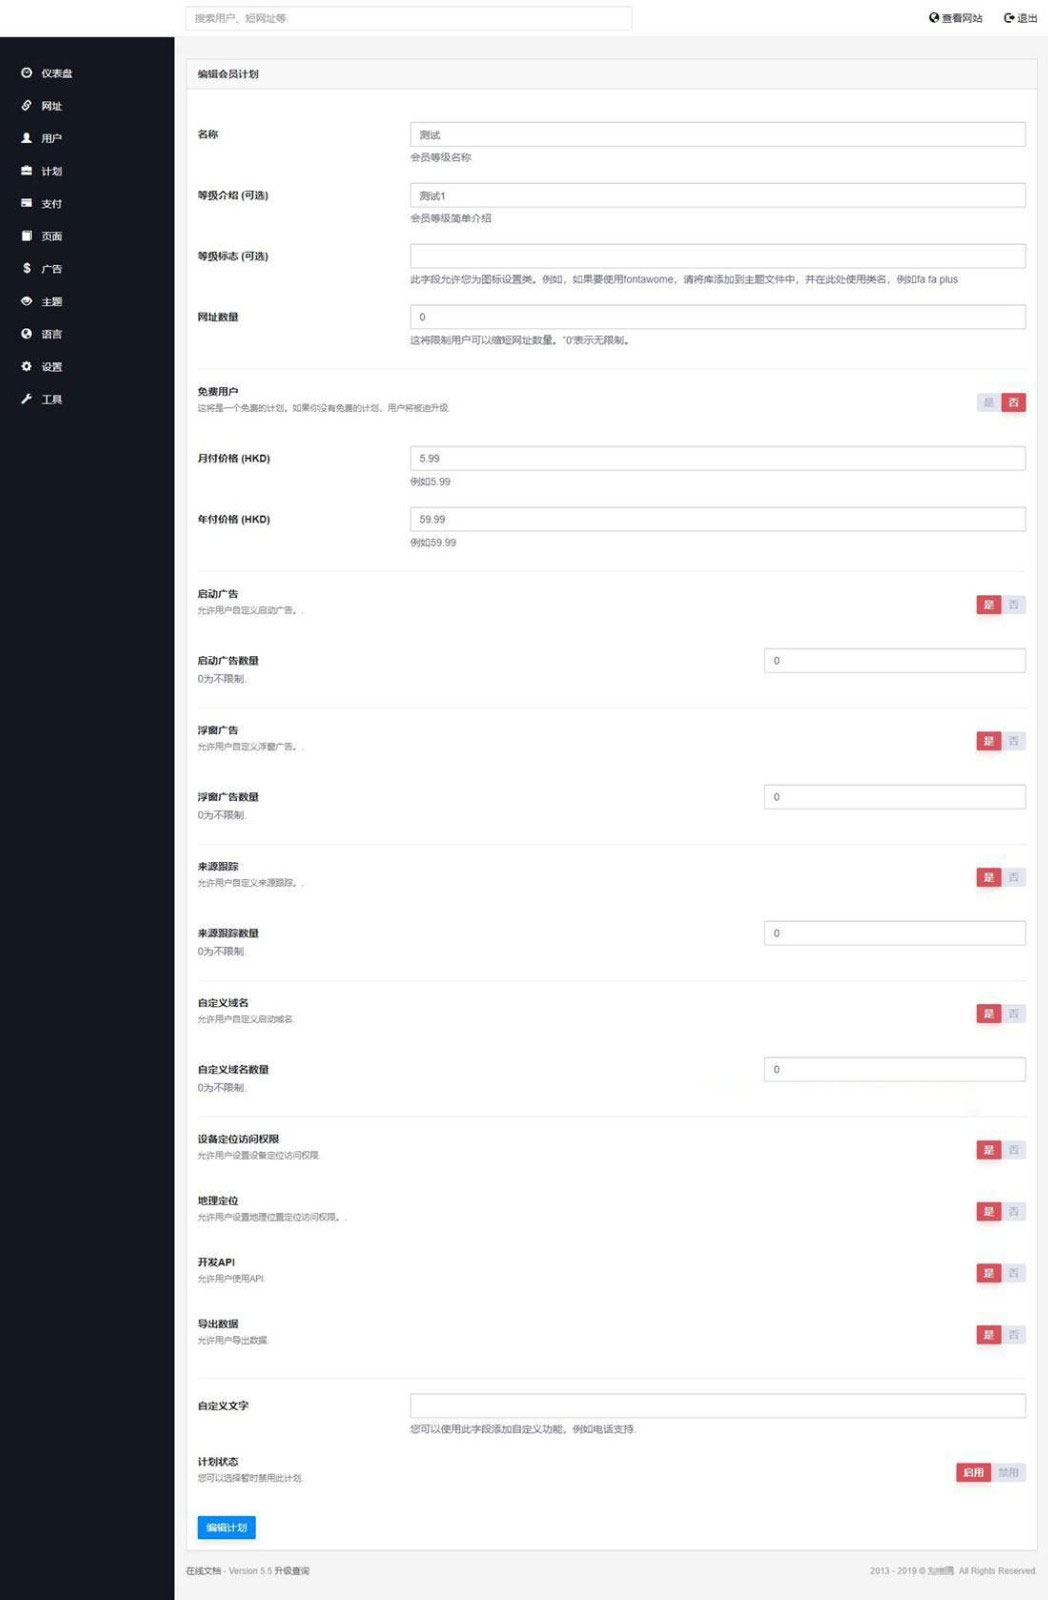 搜索用户、短网址等.
查看网站
退出
仪表盘
网址
用户
计划
支付
页面
广告
主题
语言
设置
工具
编辑会员计划
名称
测试
会员等级名称
等级介绍 (可选)
测试1
会员等级简单介绍
等级标志 (可选)
此字段允许您为图标设置类。例如，如果要使用fontawome，请将库添加到主题文件中，并在此处使用类名，例如fa fa plus
网址数量
0
这将限制用户可以缩短网址数量。"0"表示无限制。
免费用户
这将是一个免费的计划。如果你没有免费的计划，用户将被迫升级.
是 否
月付价格 (HKD)
5.99
例如5.99
年付价格 (HKD)
59.99
例如59.99
启动广告
允许用户自定义启动广告。.
是 否
启动广告数量
0
0为不限制.
浮窗广告
允许用户自定义浮窗广告。.
是 否
浮窗广告数量
0
0为不限制.
来源跟踪
允许用户自定义来源跟踪。.
是 否
来源跟踪数量
0
0为不限制.
自定义域名
允许用户自定义启动域名.
是 否
自定义域名数量
0
0为不限制.
设备定位访问权限
允许用户设置设备定位访问权限.
是 否
地理定位
允许用户设置地理位置定位访问权限。.
是 否
开发API
允许用户使用API.
是 否
导出数据
允许用户导出数据.
是 否
自定义文字
您可以使用此字段添加自定义功能，例如电话支持.
计划状态
您可以选择暂时禁用此计划.
启用 禁用
编辑计划
在线文档 - Version 5.5 升级查询
2013 - 2019 © All Rights Reserved.